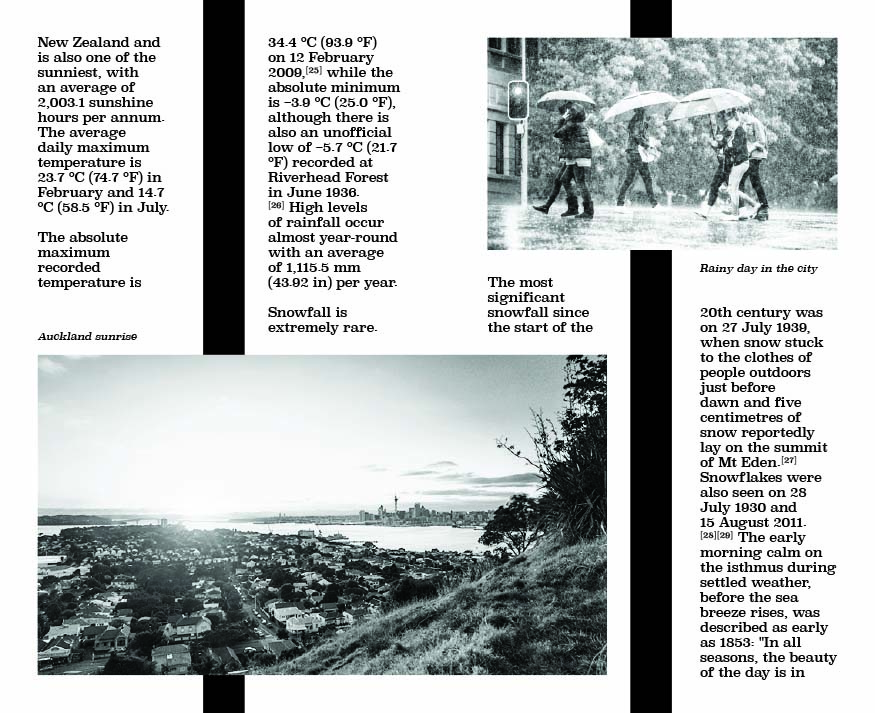 New Zealand and
is also one of the
sunniest, with
an average of
2,003.1 sunshine
hours per annum.
The average
daily maximum
temperature is
23.7 °C (74.7 °F) in
February and 14.7
°C (58.5 °F) in July.
The absolute
maximum
recorded
temperature is
Auckland sunrise
34.4 °C (93.9 °F)
on 12 February
2009,[25] while the
absolute minimum
is −3.9 °C (25.0 °F),
although there is
also an unofficial
low of −5.7 °C (21.7
°F) recorded at
Riverhead Forest
in June 1936.
[26] High levels
of rainfall occur
almost year-round
with an average
of 1,115.5 mm
(43.92 in) per year.
Snowfall is
extremely rare.
The most
significant
snowfall since
the start of the
Rainy day in the city
20th century was
on 27 July 1939,
when snow stuck
to the clothes of
people outdoors
just before
dawn and five
centimetres of
snow reportedly
lay on the summit
of Mt Eden.[27]
Snowflakes were
also seen on 28
July 1930 and
15 August 2011.
[28][29] The early
morning calm on
the isthmus during
settled weather,
before the sea
breeze rises, was
described as early
as 1853: "In all
seasons, the beauty
of the day is in